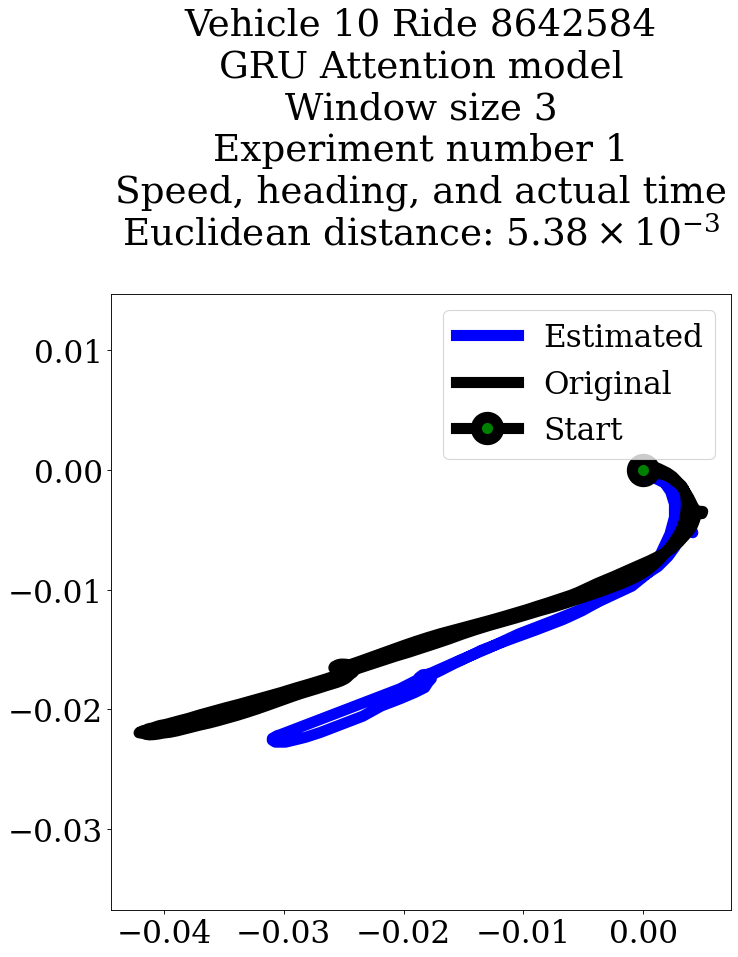 Vehicle 10 Ride 8642584
GRU Attention model
Window size 3
Experiment number 1
Speed, heading, and actual time
Euclidean distance: 5.38 × 10⁻³
Estimated
Original
Start
0.01
0.00
−0.01
−0.02
−0.03
−0.04 −0.03 −0.02 −0.01 0.00